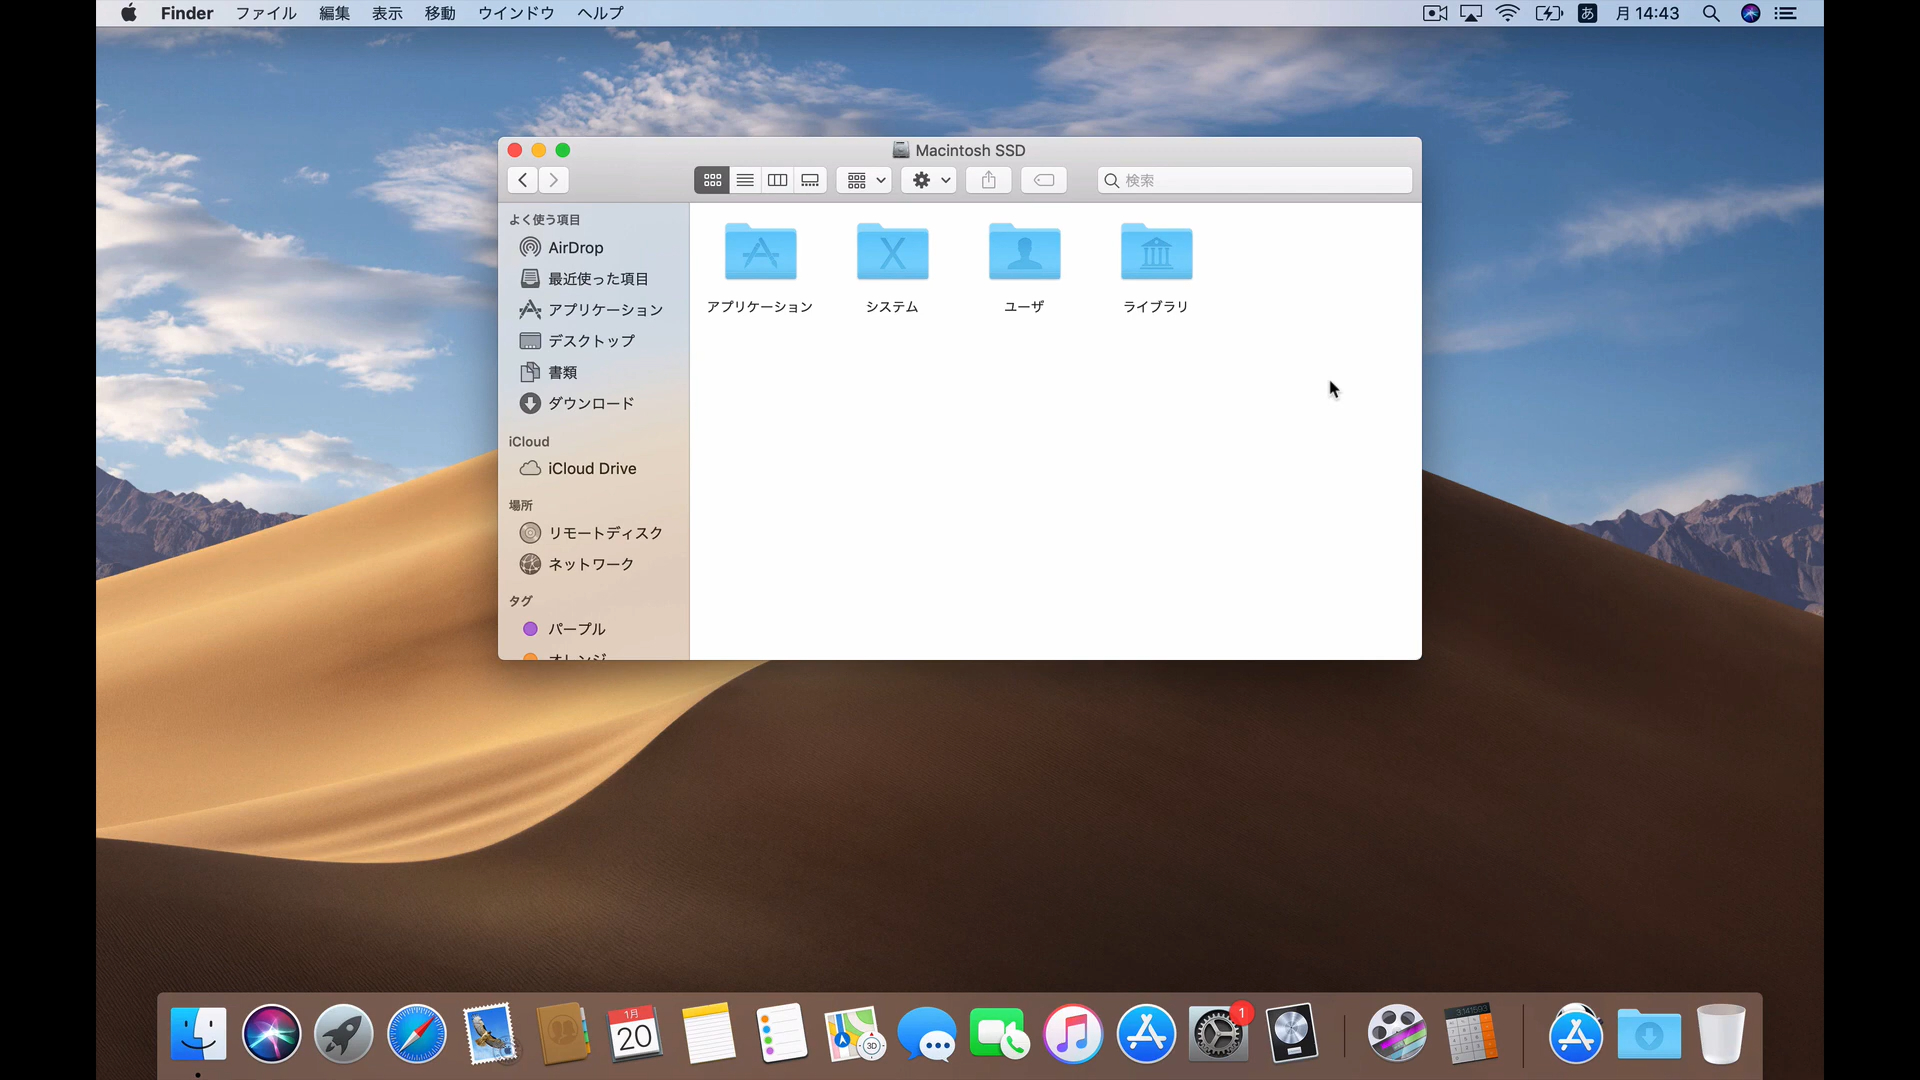 Finder ファイル 編集 表示 移動 ウインドウ ヘルプ あ 月 14:43
Macintosh SSD
検索
よく使う項目
AirDrop
最近使った項目
アプリケーション
デスクトップ
書類
ダウンロード
iCloud
iCloud Drive
場所
リモートディスク
ネットワーク
タグ
パープル
オレンジ
アプリケーション システム ユーザ ライブラリ
1月
20
3D
1